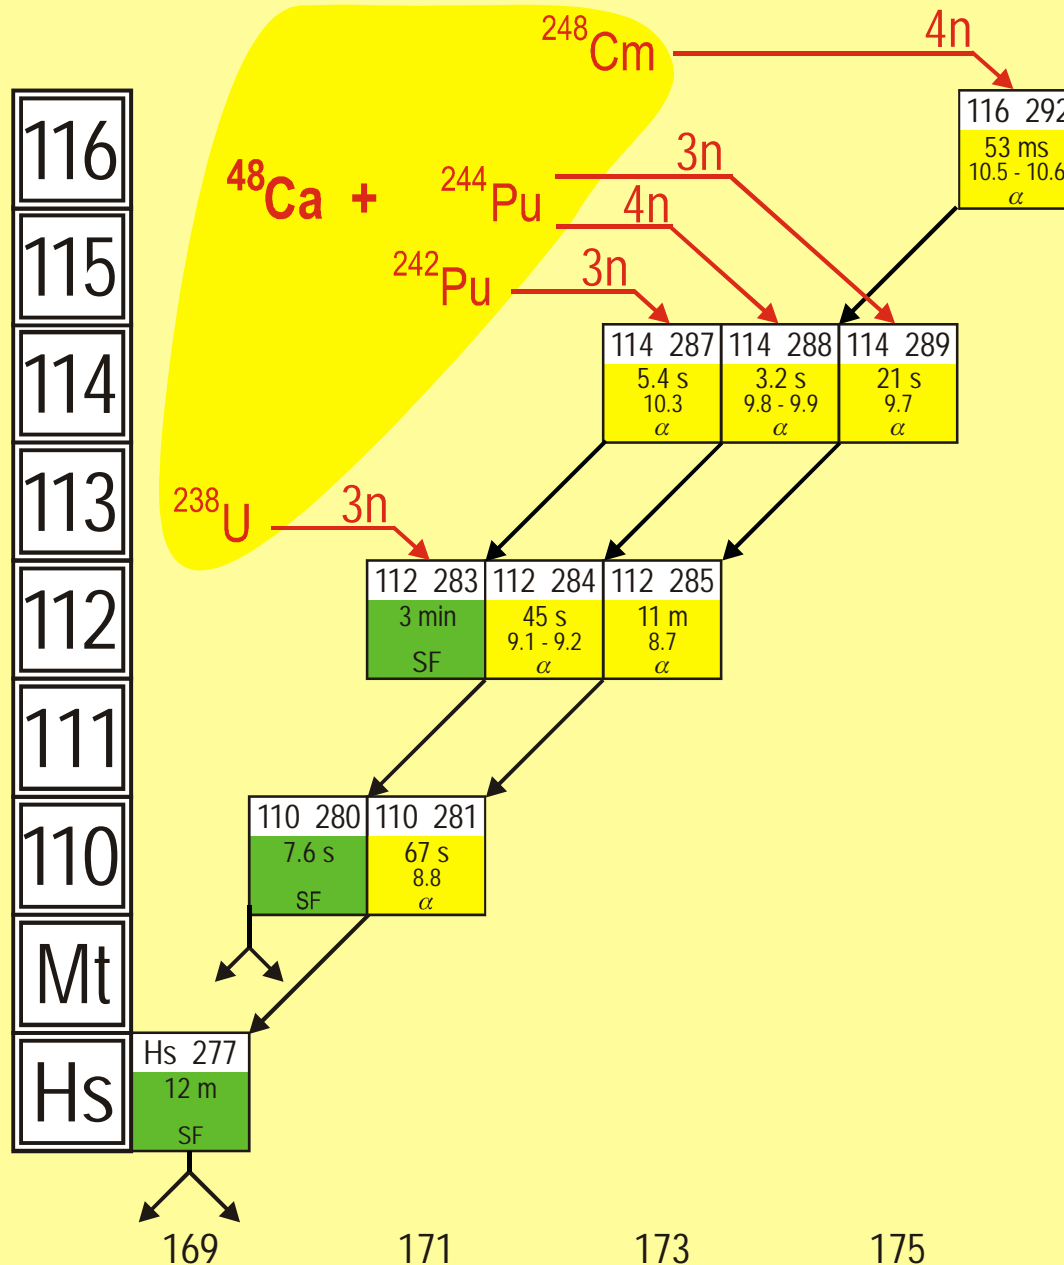 ²⁴⁸Cm
4n
116
116 292
53 ms
10.5 - 10.6
α
⁴⁸Ca +
²⁴⁴Pu
3n
4n
115
²⁴²Pu
3n
114
114 287
5.4 s
10.3
α
114 288
3.2 s
9.8 - 9.9
α
114 289
21 s
9.7
α
113
²³⁸U
3n
112
112 283
3 min
SF
112 284
45 s
9.1 - 9.2
α
112 285
11 m
8.7
α
111
110
110 280
7.6 s
SF
110 281
67 s
8.8
α
Mt
Hs
Hs 277
12 m
SF
169 171 173 175